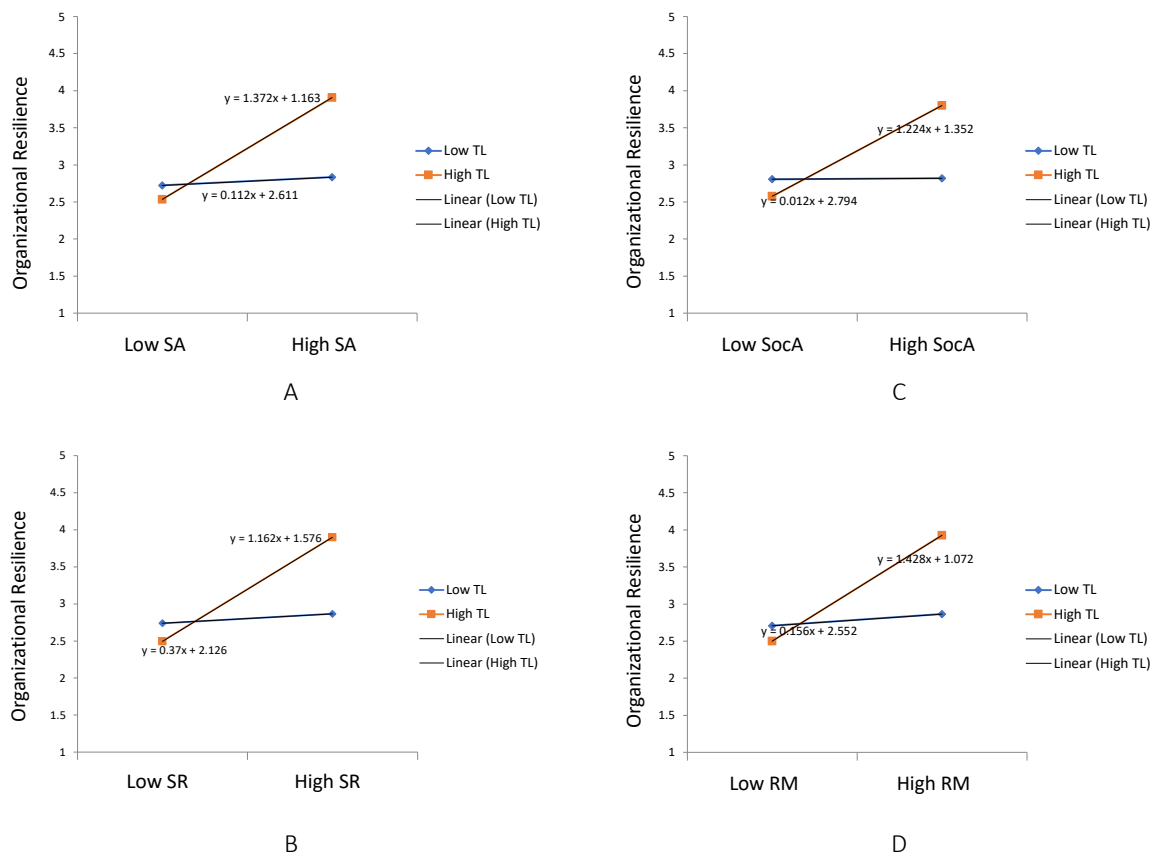 5
4.5
4
3.5
3
2.5
2
1.5
1
Organizational Resilience
y = 1.372x + 1.163
y = 0.112x + 2.611
Low SA
High SA
Low TL
High TL
Linear (Low TL)
Linear (High TL)
A
5
4.5
4
3.5
3
2.5
2
1.5
1
Organizational Resilience
y = 1.224x + 1.352
y = 0.012x + 2.794
Low SocA
High SocA
Low TL
High TL
Linear (Low TL)
Linear (High TL)
C
5
4.5
4
3.5
3
2.5
2
1.5
1
Organizational Resilience
y = 1.162x + 1.576
y = 0.37x + 2.126
Low SR
High SR
Low TL
High TL
Linear (Low TL)
Linear (High TL)
B
5
4.5
4
3.5
3
2.5
2
1.5
1
Organizational Resilience
y = 1.428x + 1.072
y = 0.156x + 2.552
Low RM
High RM
Low TL
High TL
Linear (Low TL)
Linear (High TL)
D